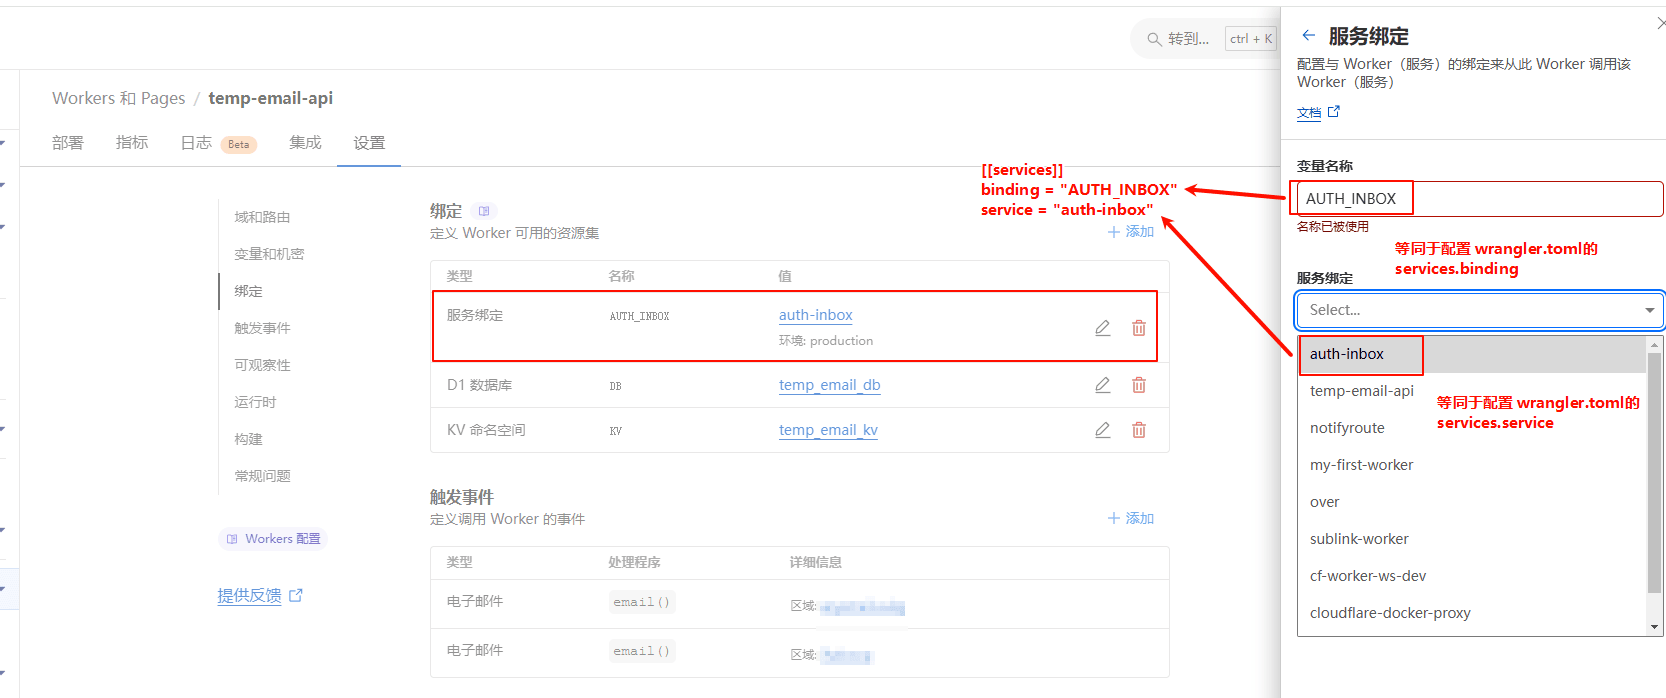 转到...
ctrl + K
Workers 和 Pages / temp-email-api
部署
指标
日志 Beta
集成
设置
域和路由
变量和机密
绑定
触发事件
可观察性
运行时
构建
常规问题
Workers 配置
提供反馈
绑定
定义 Worker 可用的资源集
添加
类型 名称 值
服务绑定 AUTH_INBOX auth-inbox
环境: production
D1 数据库 DB temp_email_db
KV 命名空间 KV temp_email_kv
触发事件
定义调用 Worker 的事件
添加
类型 处理程序 详细信息
电子邮件 email() 区域:
电子邮件 email() 区域:
[[services]]
binding = "AUTH_INBOX"
service = "auth-inbox"
服务绑定
配置与 Worker（服务）的绑定来从此 Worker 调用该
Worker（服务）
文档
变量名称
AUTH_INBOX
名称已被使用
等同于配置 wrangler.toml的
services.binding
服务绑定
Select...
auth-inbox
temp-email-api
等同于配置 wrangler.toml的
services.service
notifyroute
my-first-worker
over
sublink-worker
cf-worker-ws-dev
cloudflare-docker-proxy